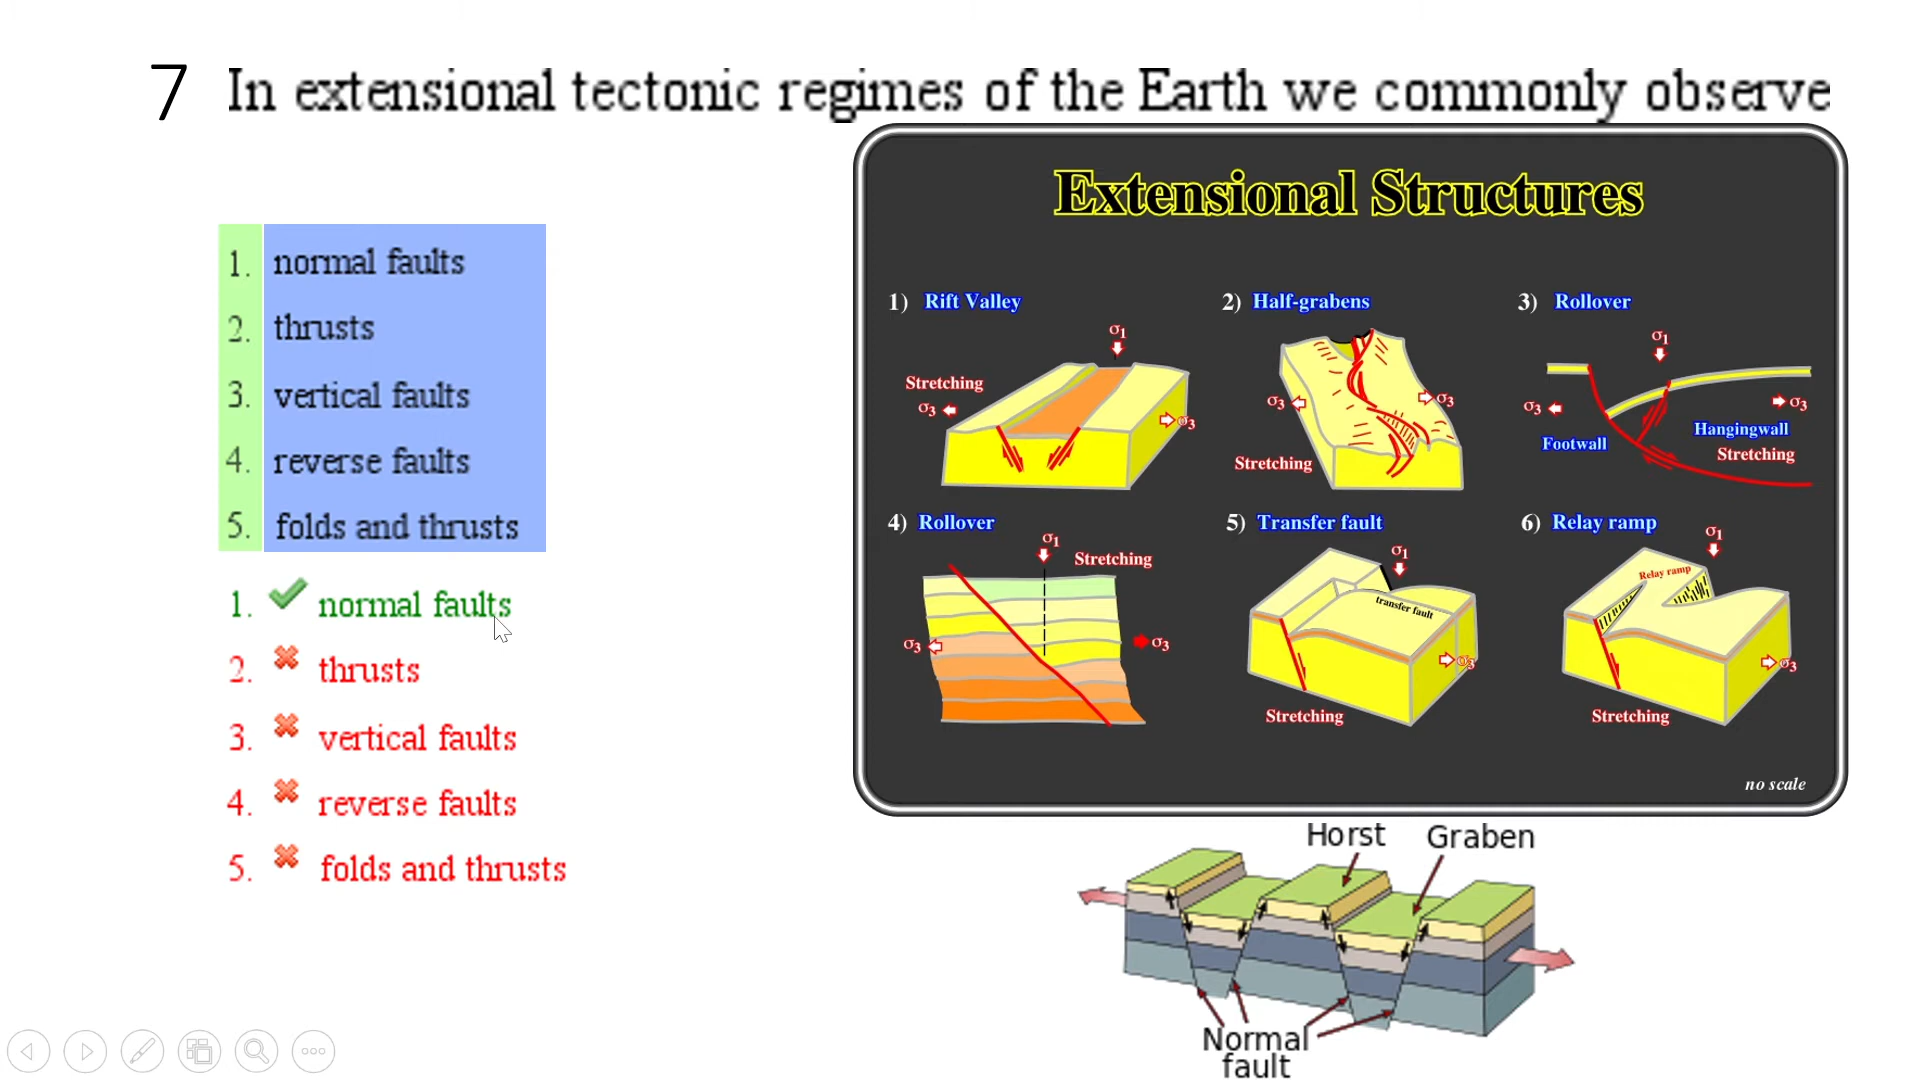 7 In extensional tectonic regimes of the Earth we commonly observe
1. normal faults
2. thrusts
3. vertical faults
4. reverse faults
5. folds and thrusts
1. normal faults
2. thrusts
3. vertical faults
4. reverse faults
5. folds and thrusts
Extensional Structures
1) Rift Valley
σ1
Stretching
σ3
σ3
2) Half-grabens
σ3
σ3
Stretching
3) Rollover
σ1
σ3
σ3
Footwall
Hangingwall
Stretching
4) Rollover
σ1
Stretching
σ3
σ3
5) Transfer fault
σ1
transfer fault
σ3
Stretching
6) Relay ramp
σ1
Relay ramp
σ3
Stretching
no scale
Horst
Graben
Normal
fault